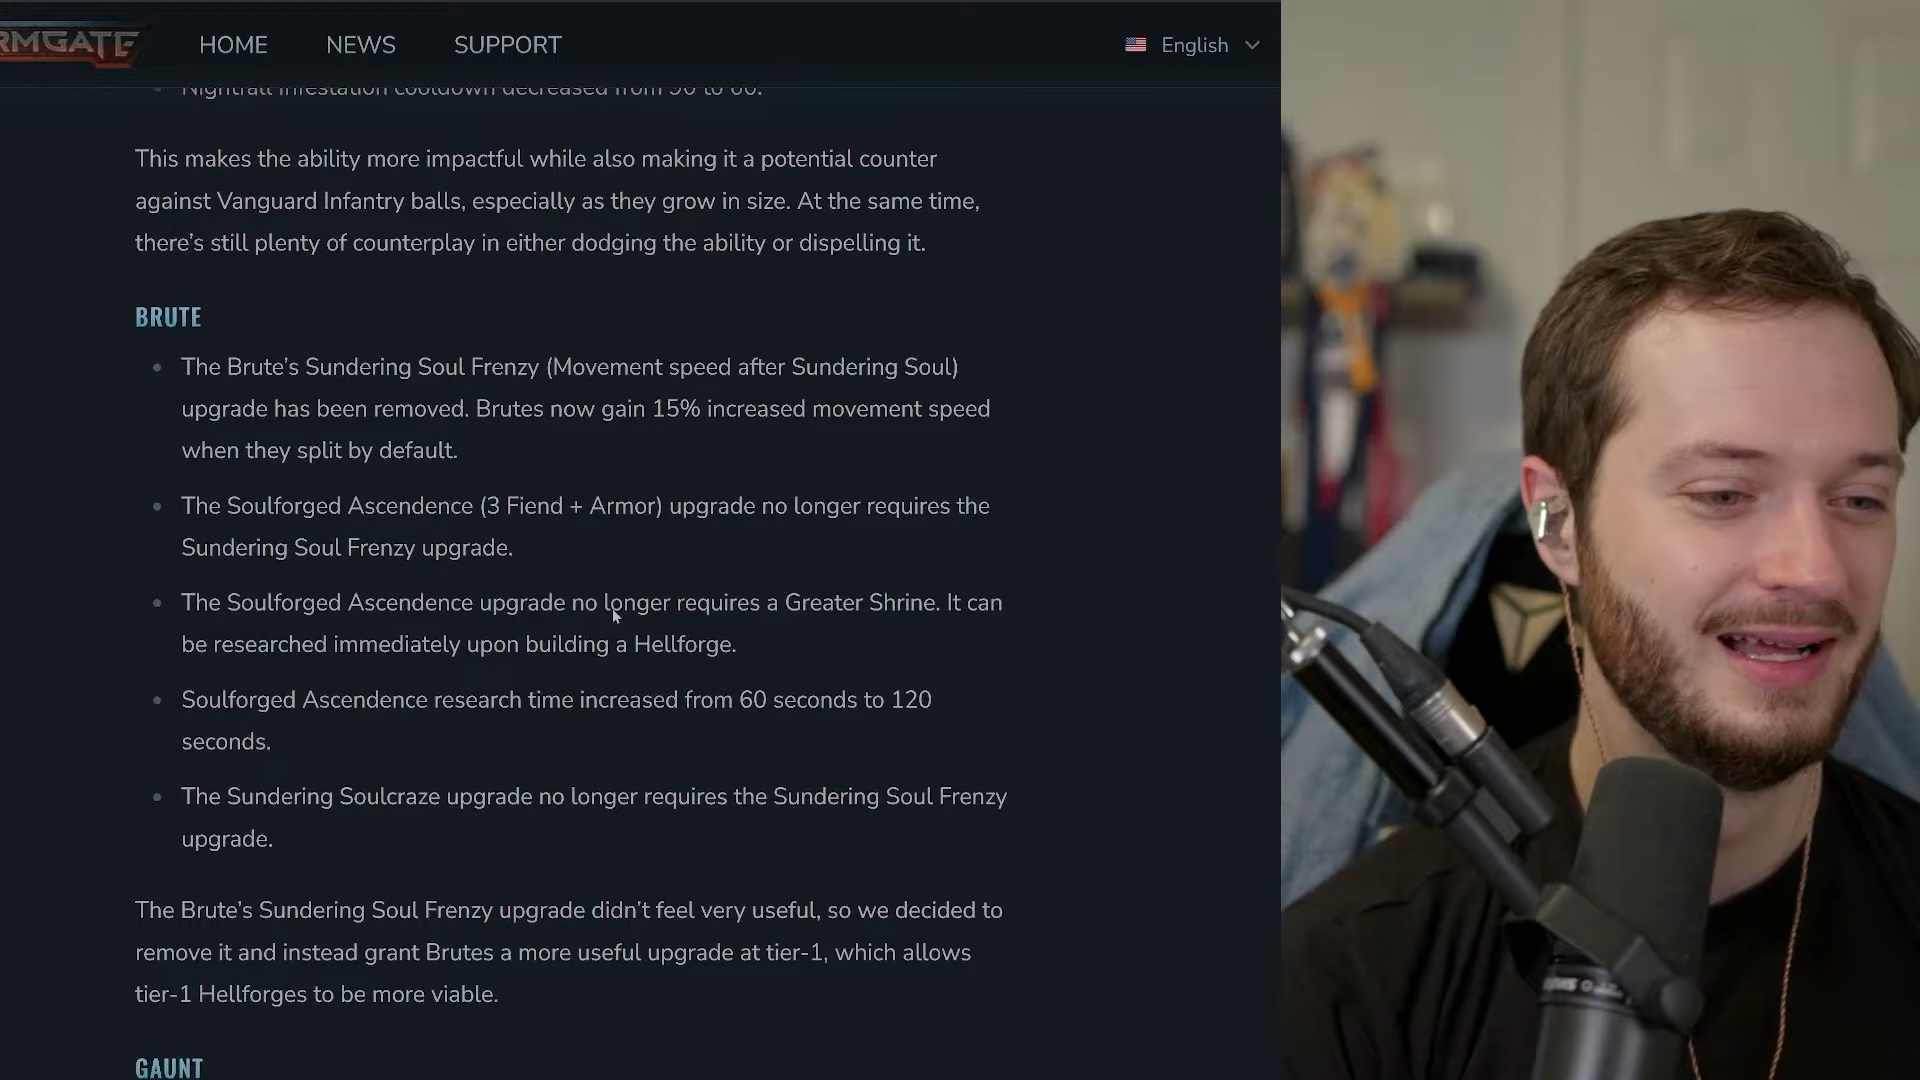 RMGATE
HOME
NEWS
SUPPORT
English
Nightfall Infestation cooldown decreased from 90 to 60.
This makes the ability more impactful while also making it a potential counter
against Vanguard Infantry balls, especially as they grow in size. At the same time,
there’s still plenty of counterplay in either dodging the ability or dispelling it.
BRUTE
The Brute’s Sundering Soul Frenzy (Movement speed after Sundering Soul)
upgrade has been removed. Brutes now gain 15% increased movement speed
when they split by default.
The Soulforged Ascendence (3 Fiend + Armor) upgrade no longer requires the
Sundering Soul Frenzy upgrade.
The Soulforged Ascendence upgrade no longer requires a Greater Shrine. It can
be researched immediately upon building a Hellforge.
Soulforged Ascendence research time increased from 60 seconds to 120
seconds.
The Sundering Soulcraze upgrade no longer requires the Sundering Soul Frenzy
upgrade.
The Brute’s Sundering Soul Frenzy upgrade didn’t feel very useful, so we decided to
remove it and instead grant Brutes a more useful upgrade at tier-1, which allows
tier-1 Hellforges to be more viable.
GAUNT